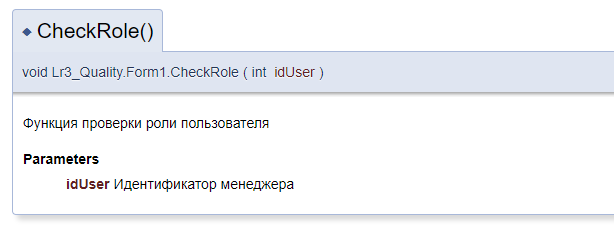 CheckRole()
void Lr3_Quality.Form1.CheckRole ( int idUser )
Функция проверки роли пользователя
Parameters
idUser Идентификатор менеджера